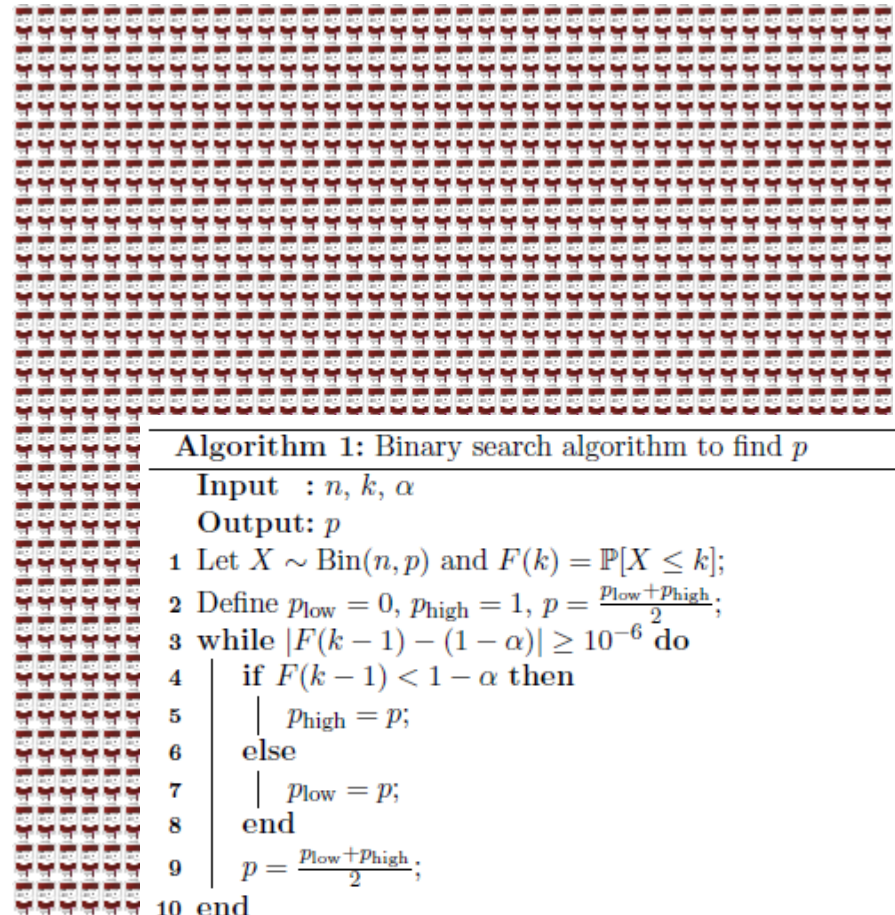 Algorithm 1: Binary search algorithm to find p
Input : n, k, α
Output: p
1 Let X ∼ Bin(n, p) and F(k) = ℙ[X ≤ k];
2 Define p_low = 0, p_high = 1, p = (p_low+p_high)/2;
3 while |F(k − 1) − (1 − α)| ≥ 10^−6 do
4 if F(k − 1) < 1 − α then
5 p_high = p;
6 else
7 p_low = p;
8 end
9 p = (p_low+p_high)/2;
10 end